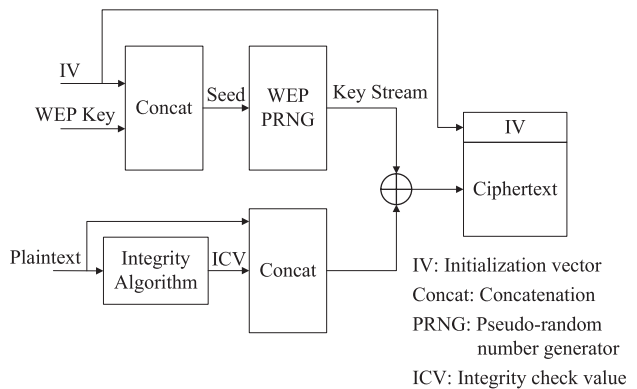 IV
WEP Key
Concat
Seed
WEP
PRNG
Key Stream
IV
Ciphertext
Plaintext
Integrity
Algorithm
ICV
Concat
IV: Initialization vector
Concat: Concatenation
PRNG: Pseudo-random
number generator
ICV: Integrity check value